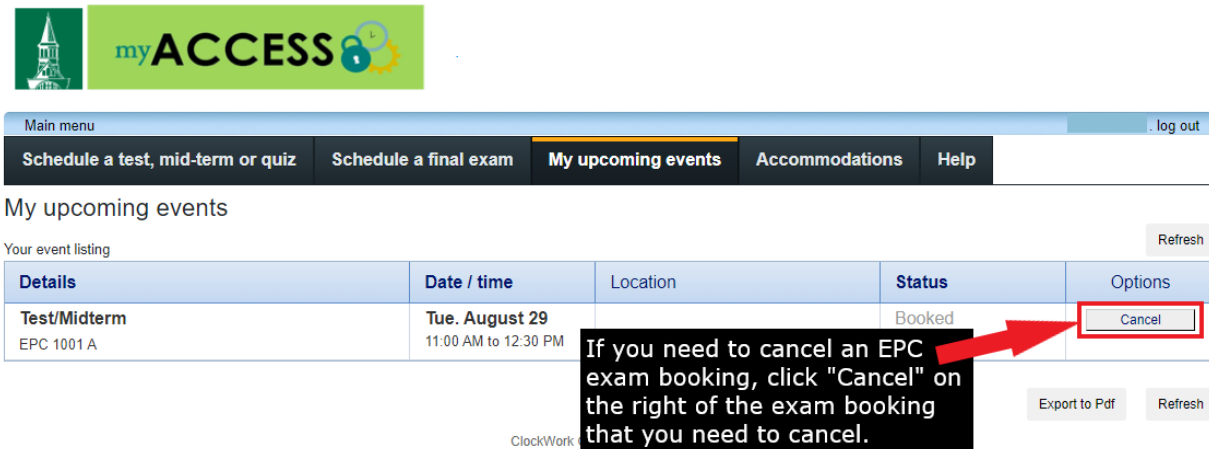 myACCESS
Main menu
. log out
Schedule a test, mid-term or quiz
Schedule a final exam
My upcoming events
Accommodations
Help
My upcoming events
Refresh
Your event listing
Details
Date / time
Location
Status
Options
Test/Midterm
Tue. August 29
Booked
Cancel
EPC 1001 A
11:00 AM to 12:30 PM
If you need to cancel an EPC
exam booking, click "Cancel" on
the right of the exam booking
that you need to cancel.
Export to Pdf
Refresh
ClockWork